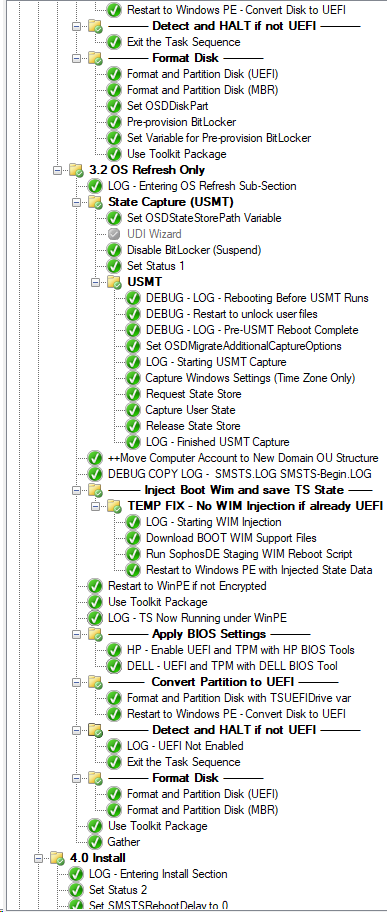 Restart to Windows PE - Convert Disk to UEFI
——— Detect and HALT if not UEFI ———
Exit the Task Sequence
——— Format Disk ———
Format and Partition Disk (UEFI)
Format and Partition Disk (MBR)
Set OSDDiskPart
Pre-provision BitLocker
Set Variable for Pre-provision BitLocker
Use Toolkit Package
3.2 OS Refresh Only
LOG - Entering OS Refresh Sub-Section
State Capture (USMT)
Set OSDStateStorePath Variable
UDI Wizard
Disable BitLocker (Suspend)
Set Status 1
USMT
DEBUG - LOG - Rebooting Before USMT Runs
DEBUG - Restart to unlock user files
DEBUG - LOG - Pre-USMT Reboot Complete
Set OSDMigrateAdditionalCaptureOptions
LOG - Starting USMT Capture
Capture Windows Settings (Time Zone Only)
Request State Store
Capture User State
Release State Store
LOG - Finished USMT Capture
++Move Computer Account to New Domain OU Structure
DEBUG COPY LOG - SMSTS.LOG SMSTS-Begin.LOG
——— Inject Boot Wim and save TS State ———
TEMP FIX - No WIM Injection if already UEFI
LOG - Starting WIM Injection
Download BOOT WIM Support Files
Run SophosDE Staging WIM Reboot Script
Restart to Windows PE with Injected State Data
Restart to WinPE if not Encrypted
Use Toolkit Package
LOG - TS Now Running under WinPE
——— Apply BIOS Settings ———
HP - Enable UEFI and TPM with HP BIOS Tools
DELL - UEFI and TPM with DELL BIOS Tool
——— Convert Partition to UEFI ———
Format and Partition Disk with TSUEFIDrive var
Restart to Windows PE - Convert Disk to UEFI
——— Detect and HALT if not UEFI ———
LOG - UEFI Not Enabled
Exit the Task Sequence
——— Format Disk ———
Format and Partition Disk (UEFI)
Format and Partition Disk (MBR)
Use Toolkit Package
Gather
4.0 Install
LOG - Entering Install Section
Set Status 2
Set SMSTSRebootDelay to 0